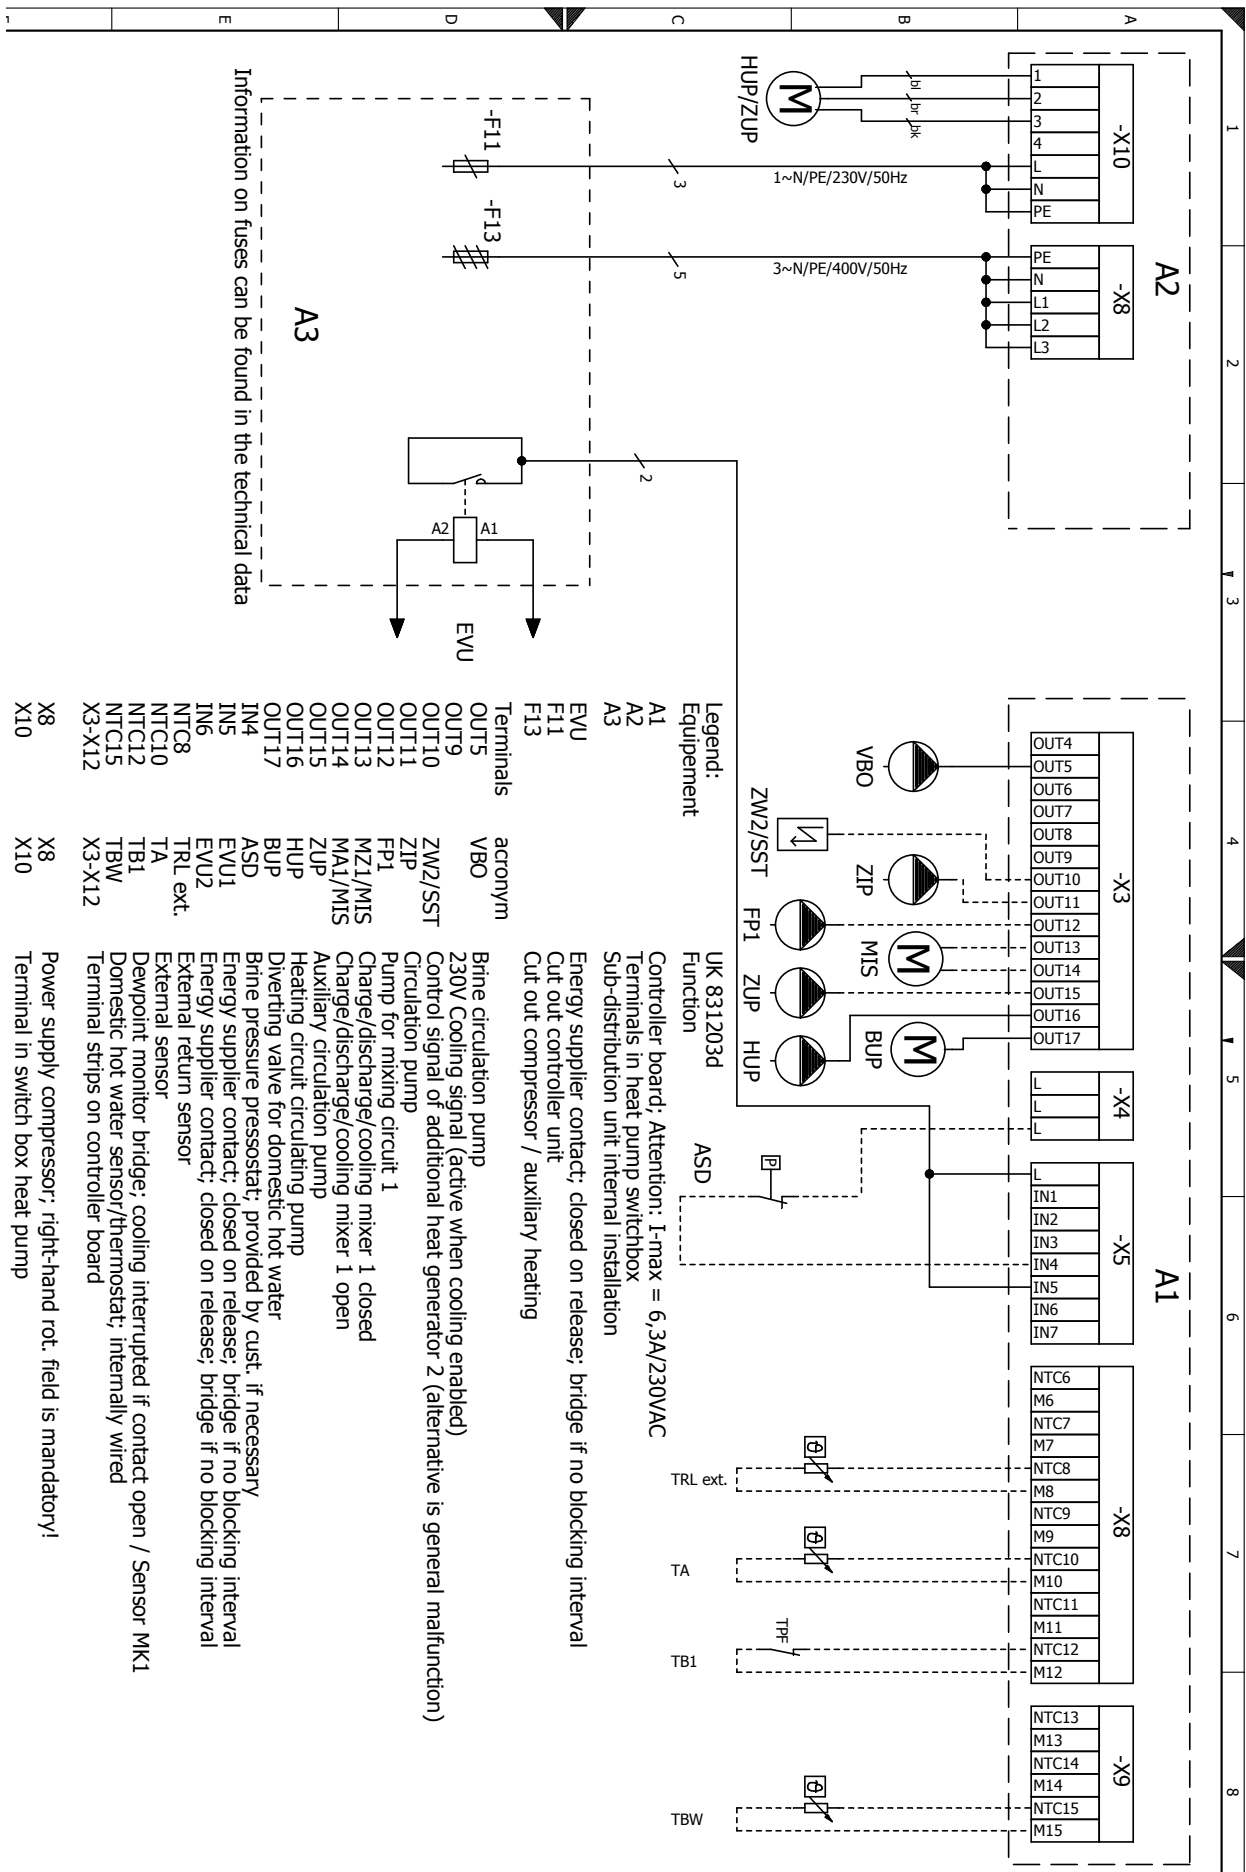 1
2
3
4
5
6
7
8
A
B
C
D
E
A2
-X10
1
2
3
4
L
N
PE
-X8
PE
N
L1
L2
L3
bl
br
bk
HUP/ZUP
M
1~N/PE/230V/50Hz
3~N/PE/400V/50Hz
3
5
2
-F11
-F13
A3
A2
A1
EVU
Information on fuses can be found in the technical data
A1
-X3
OUT4
OUT5
OUT6
OUT7
OUT8
OUT9
OUT10
OUT11
OUT12
OUT13
OUT14
OUT15
OUT16
OUT17
-X4
L
L
L
-X5
L
IN1
IN2
IN3
IN4
IN5
IN6
IN7
-X8
NTC6
M6
NTC7
M7
NTC8
M8
NTC9
M9
NTC10
M10
NTC11
M11
NTC12
M12
-X9
NTC13
M13
NTC14
M14
NTC15
M15
VBO
ZW2/SST
ZIP
FP1
M
MIS
ZUP
HUP
M
BUP
P
ASD
ϑ
TRL ext.
ϑ
TA
TPF
TB1
ϑ
TBW
Legend: UK 831203d
Equipement Function
A1 Controller board; Attention: I-max = 6,3A/230VAC
A2 Terminals in heat pump switchbox
A3 Sub-distribution unit internal installation
EVU Energy supplier contact; closed on release; bridge if no blocking interval
F11 Cut out controller unit
F13 Cut out compressor / auxiliary heating
Terminals acronym
OUT5 VBO Brine circulation pump
OUT9 230V Cooling signal (active when cooling enabled)
OUT10 ZW2/SST Control signal of additional heat generator 2 (alternative is general malfunction)
OUT11 ZIP Circulation pump
OUT12 FP1 Pump for mixing circuit 1
OUT13 MZ1/MIS Charge/discharge/cooling mixer 1 closed
OUT14 MA1/MIS Charge/discharge/cooling mixer 1 open
OUT15 ZUP Auxiliary circulation pump
OUT16 HUP Heating circuit circulating pump
OUT17 BUP Diverting valve for domestic hot water
IN4 ASD Brine pressure pressostat; provided by cust. if necessary
IN5 EVU1 Energy supplier contact; closed on release; bridge if no blocking interval
IN6 EVU2 Energy supplier contact; closed on release; bridge if no blocking interval
NTC8 TRL ext. External return sensor
NTC10 TA External sensor
NTC12 TB1 Dewpoint monitor bridge; cooling interrupted if contact open / Sensor MK1
NTC15 TBW Domestic hot water sensor/thermostat; internally wired
X3-X12 X3-X12 Terminal strips on controller board
X8 X8 Power supply compressor; right-hand rot. field is mandatory!
X10 X10 Terminal in switch box heat pump